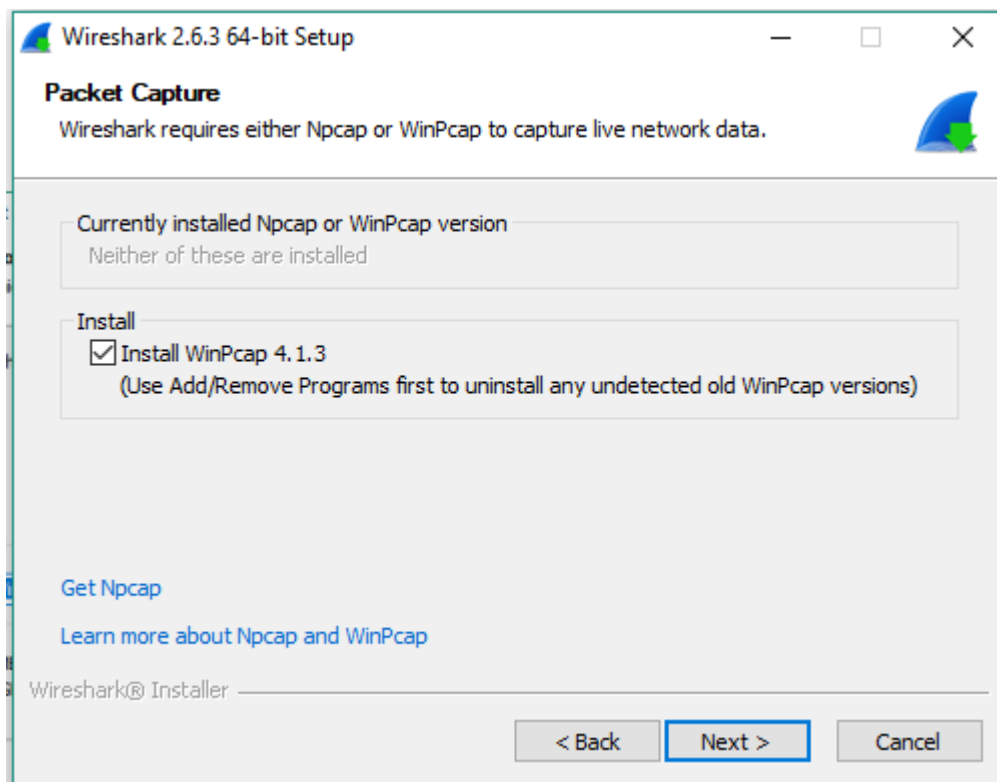 Wireshark 2.6.3 64-bit Setup
Packet Capture
Wireshark requires either Npcap or WinPcap to capture live network data.
Currently installed Npcap or WinPcap version
Neither of these are installed
Install
Install WinPcap 4.1.3
(Use Add/Remove Programs first to uninstall any undetected old WinPcap versions)
Get Npcap
Learn more about Npcap and WinPcap
Wireshark® Installer
< Back Next > Cancel